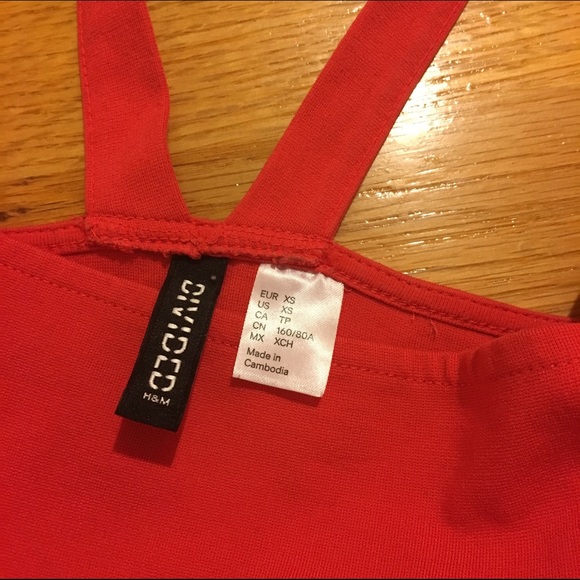 DIVIDED
H&M
EUR XS
US XS
CA TP
CN 160/80A
MX XCH
Made in
Cambodia